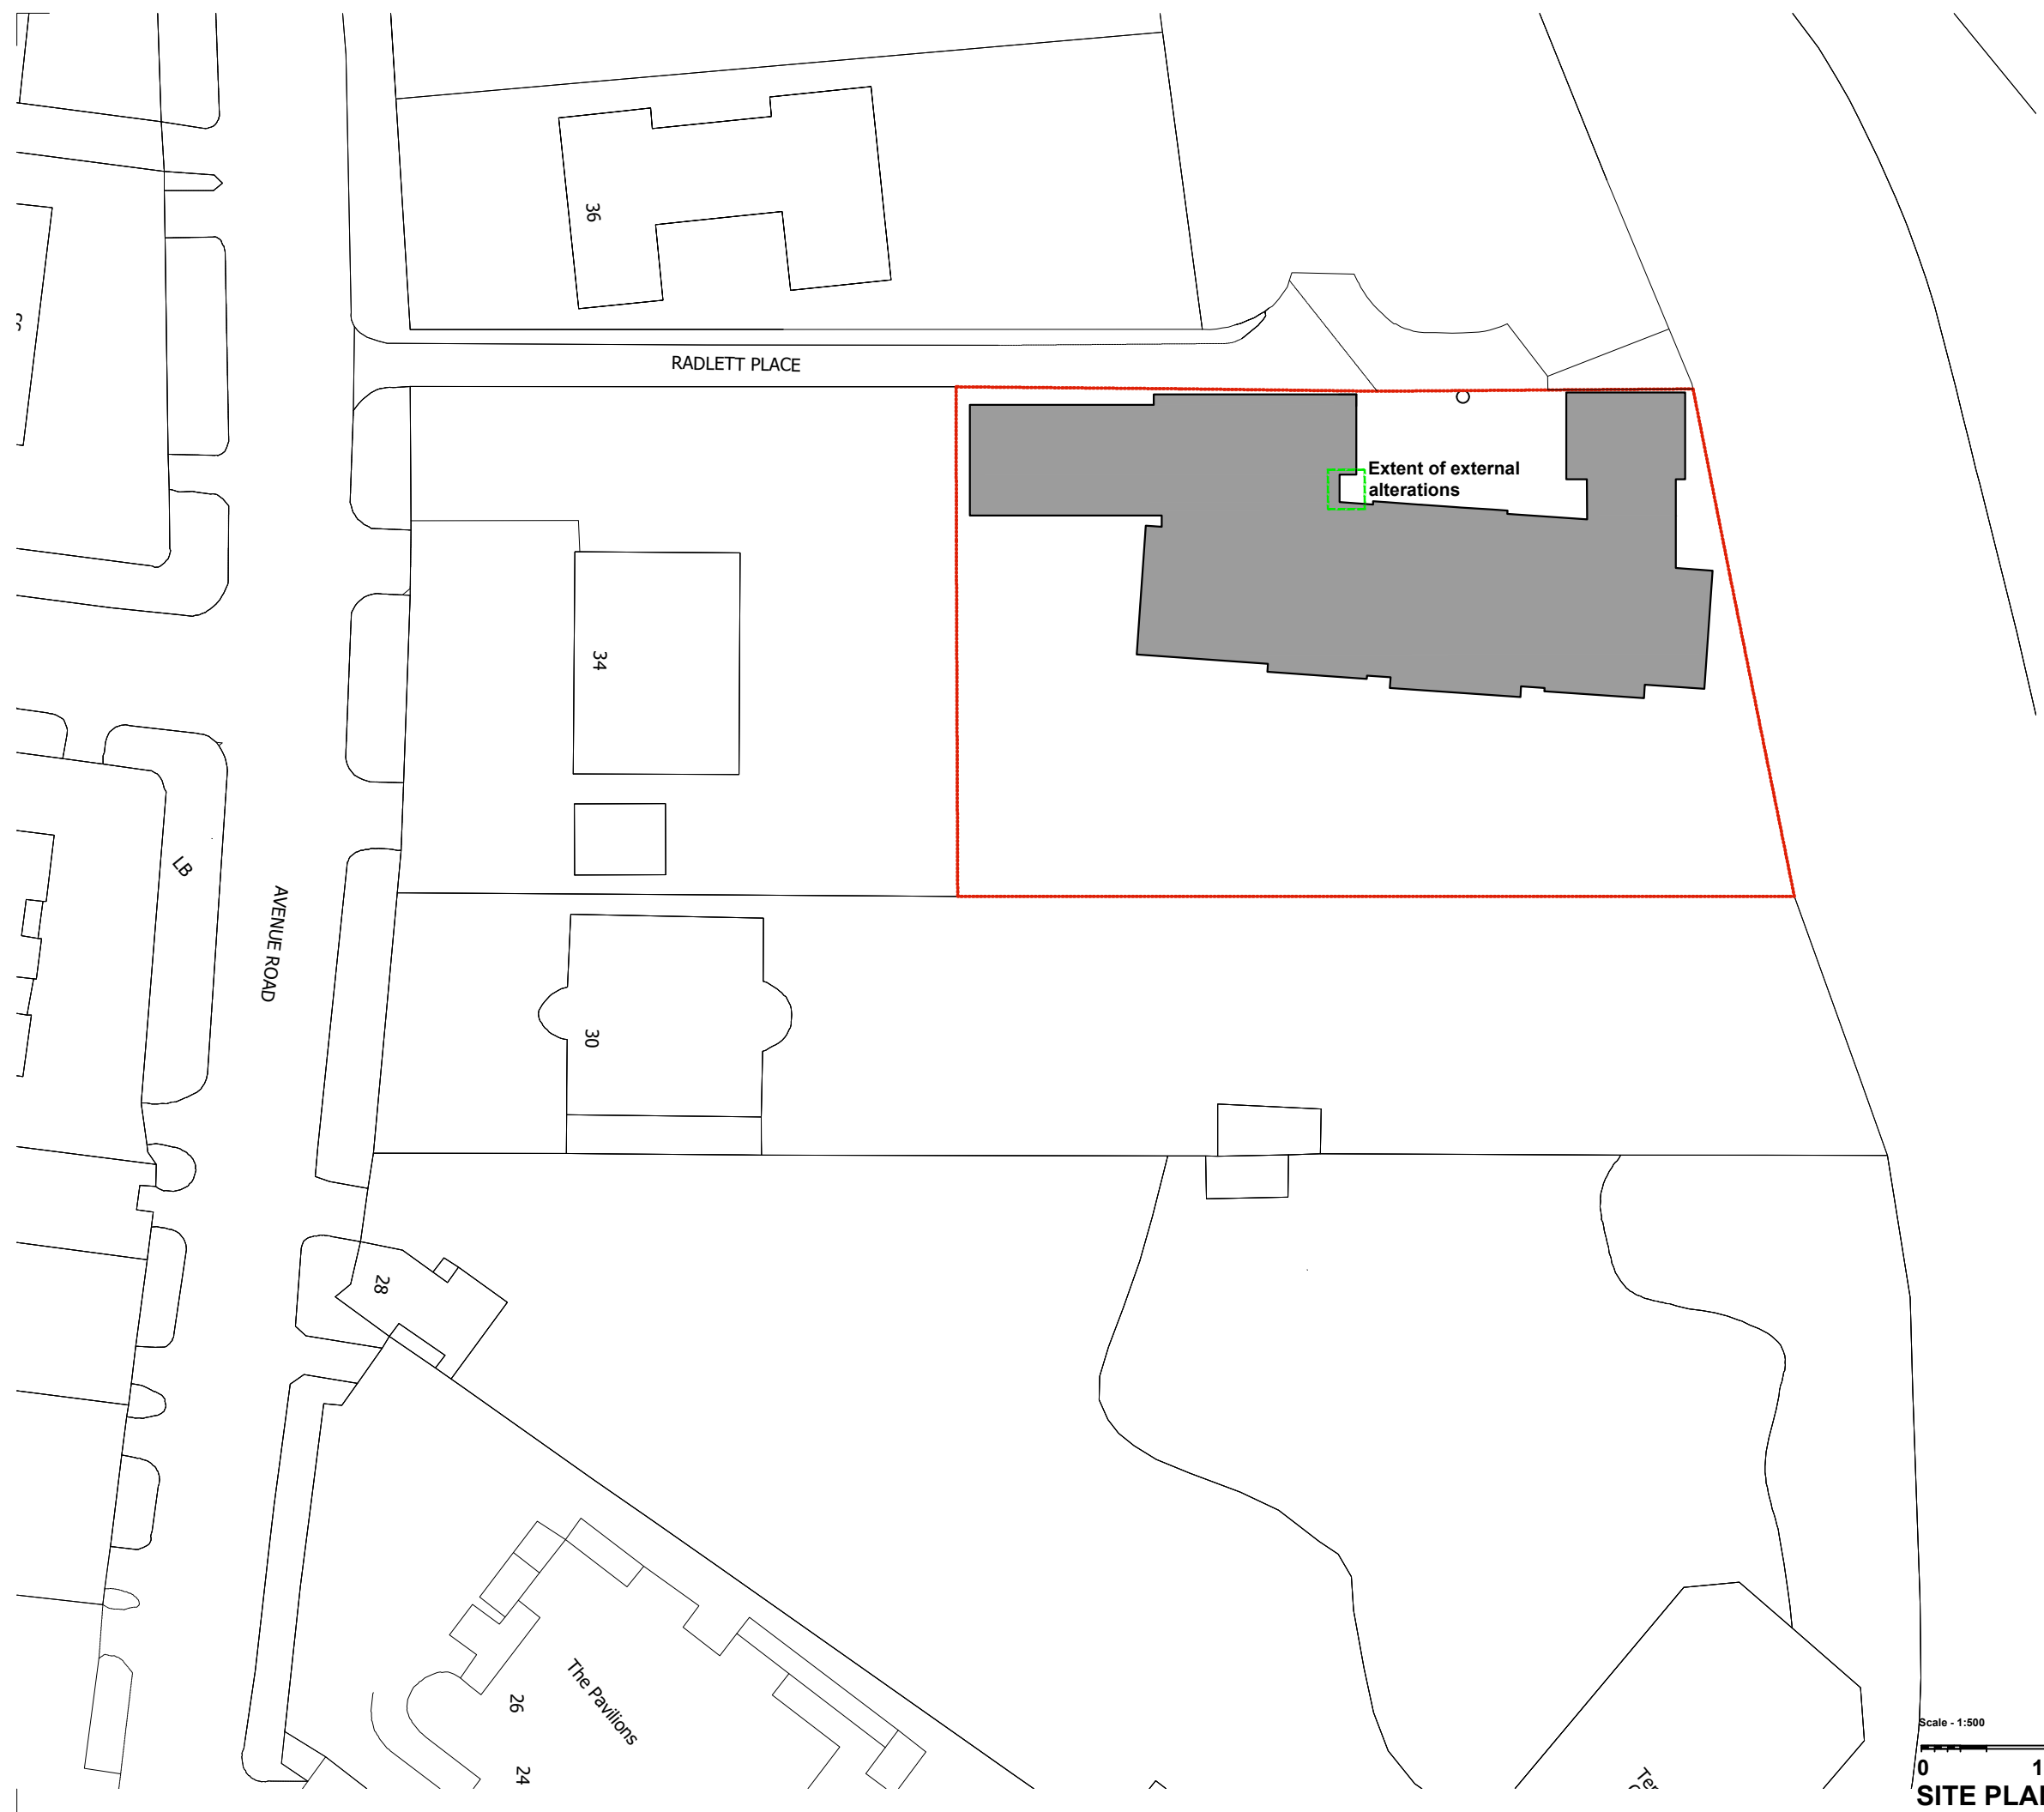 36
RADLETT PLACE
Extent of external
alterations
34
LB
AVENUE ROAD
30
28
The Pavilions
26
24
Scale - 1:500
0
1
SITE PLA